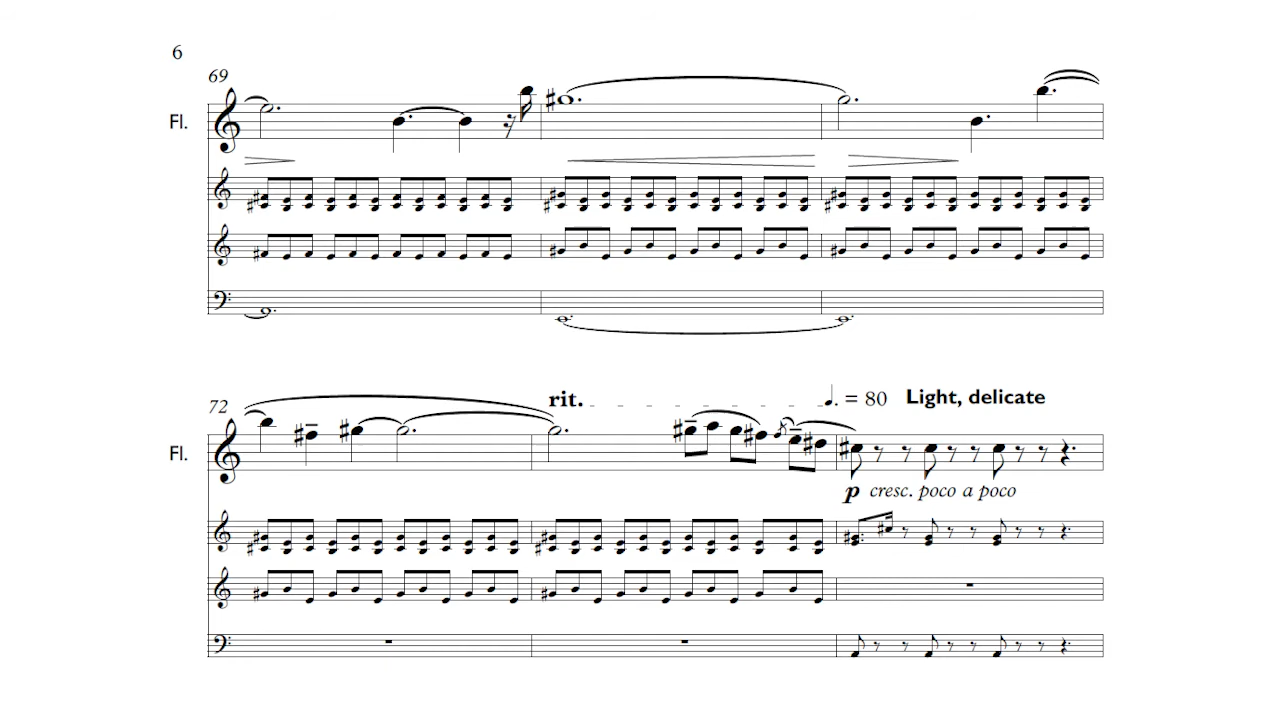 6
69
Fl.
72
rit.
. = 80 Light, delicate
Fl.
p cresc. poco a poco